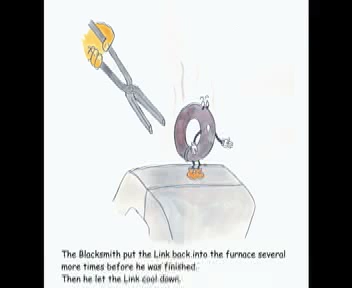 The Blacksmith put the Link back into the furnace several
more times before he was finished.
Then he let the Link cool down.